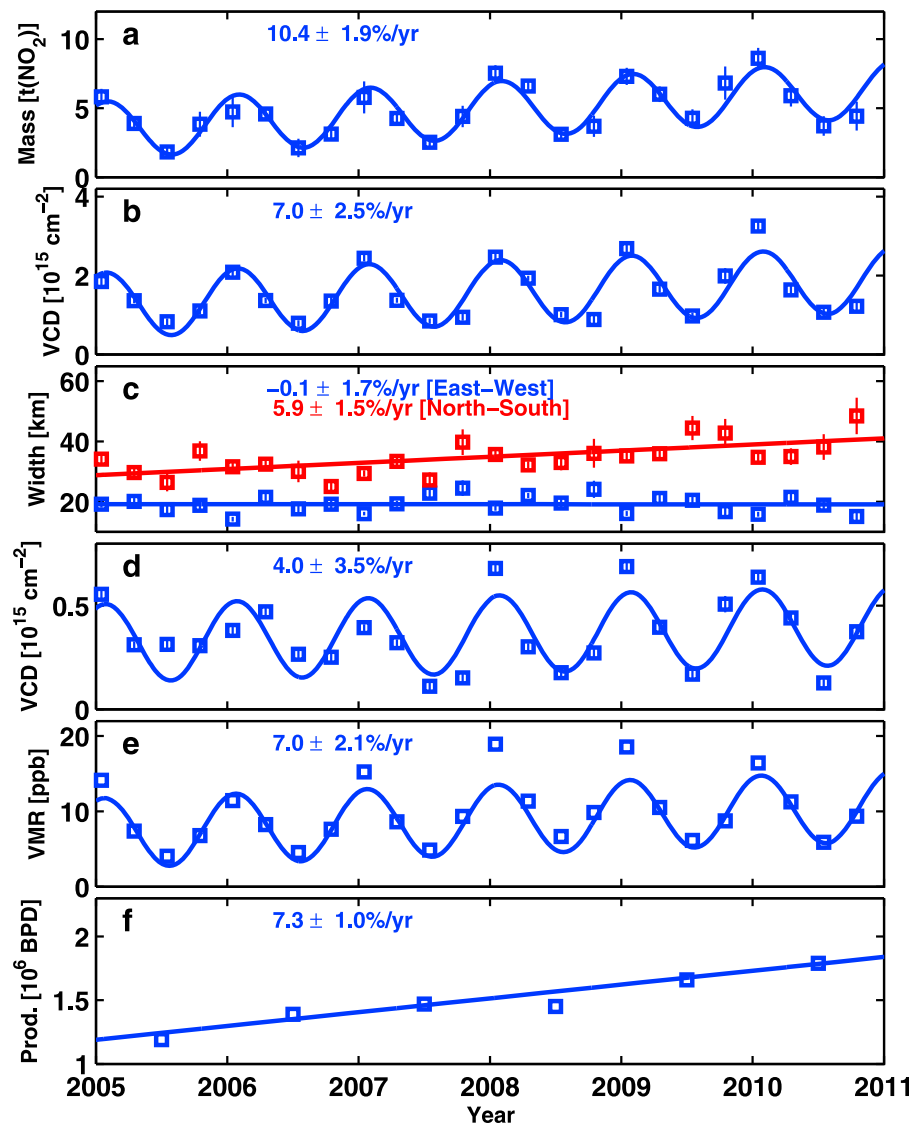 a
10.4 ± 1.9%/yr
Mass [t(NO2)]
10
5
0
b
7.0 ± 2.5%/yr
VCD [10^15 cm^−2]
4
2
0
c
−0.1 ± 1.7%/yr [East−West]
5.9 ± 1.5%/yr [North−South]
Width [km]
60
40
20
d
4.0 ± 3.5%/yr
VCD [10^15 cm^−2]
0.5
0
e
7.0 ± 2.1%/yr
VMR [ppb]
20
10
0
f
7.3 ± 1.0%/yr
Prod. [10^6 BPD]
2
1.5
1
2005 2006 2007 2008 2009 2010 2011
Year